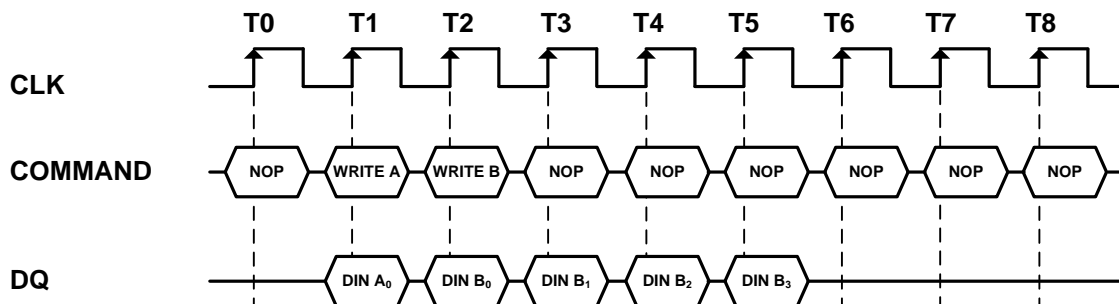 T0 T1 T2 T3 T4 T5 T6 T7 T8
CLK
COMMAND NOP WRITE A WRITE B NOP NOP NOP NOP NOP NOP
DQ DIN A₀ DIN B₀ DIN B₁ DIN B₂ DIN B₃